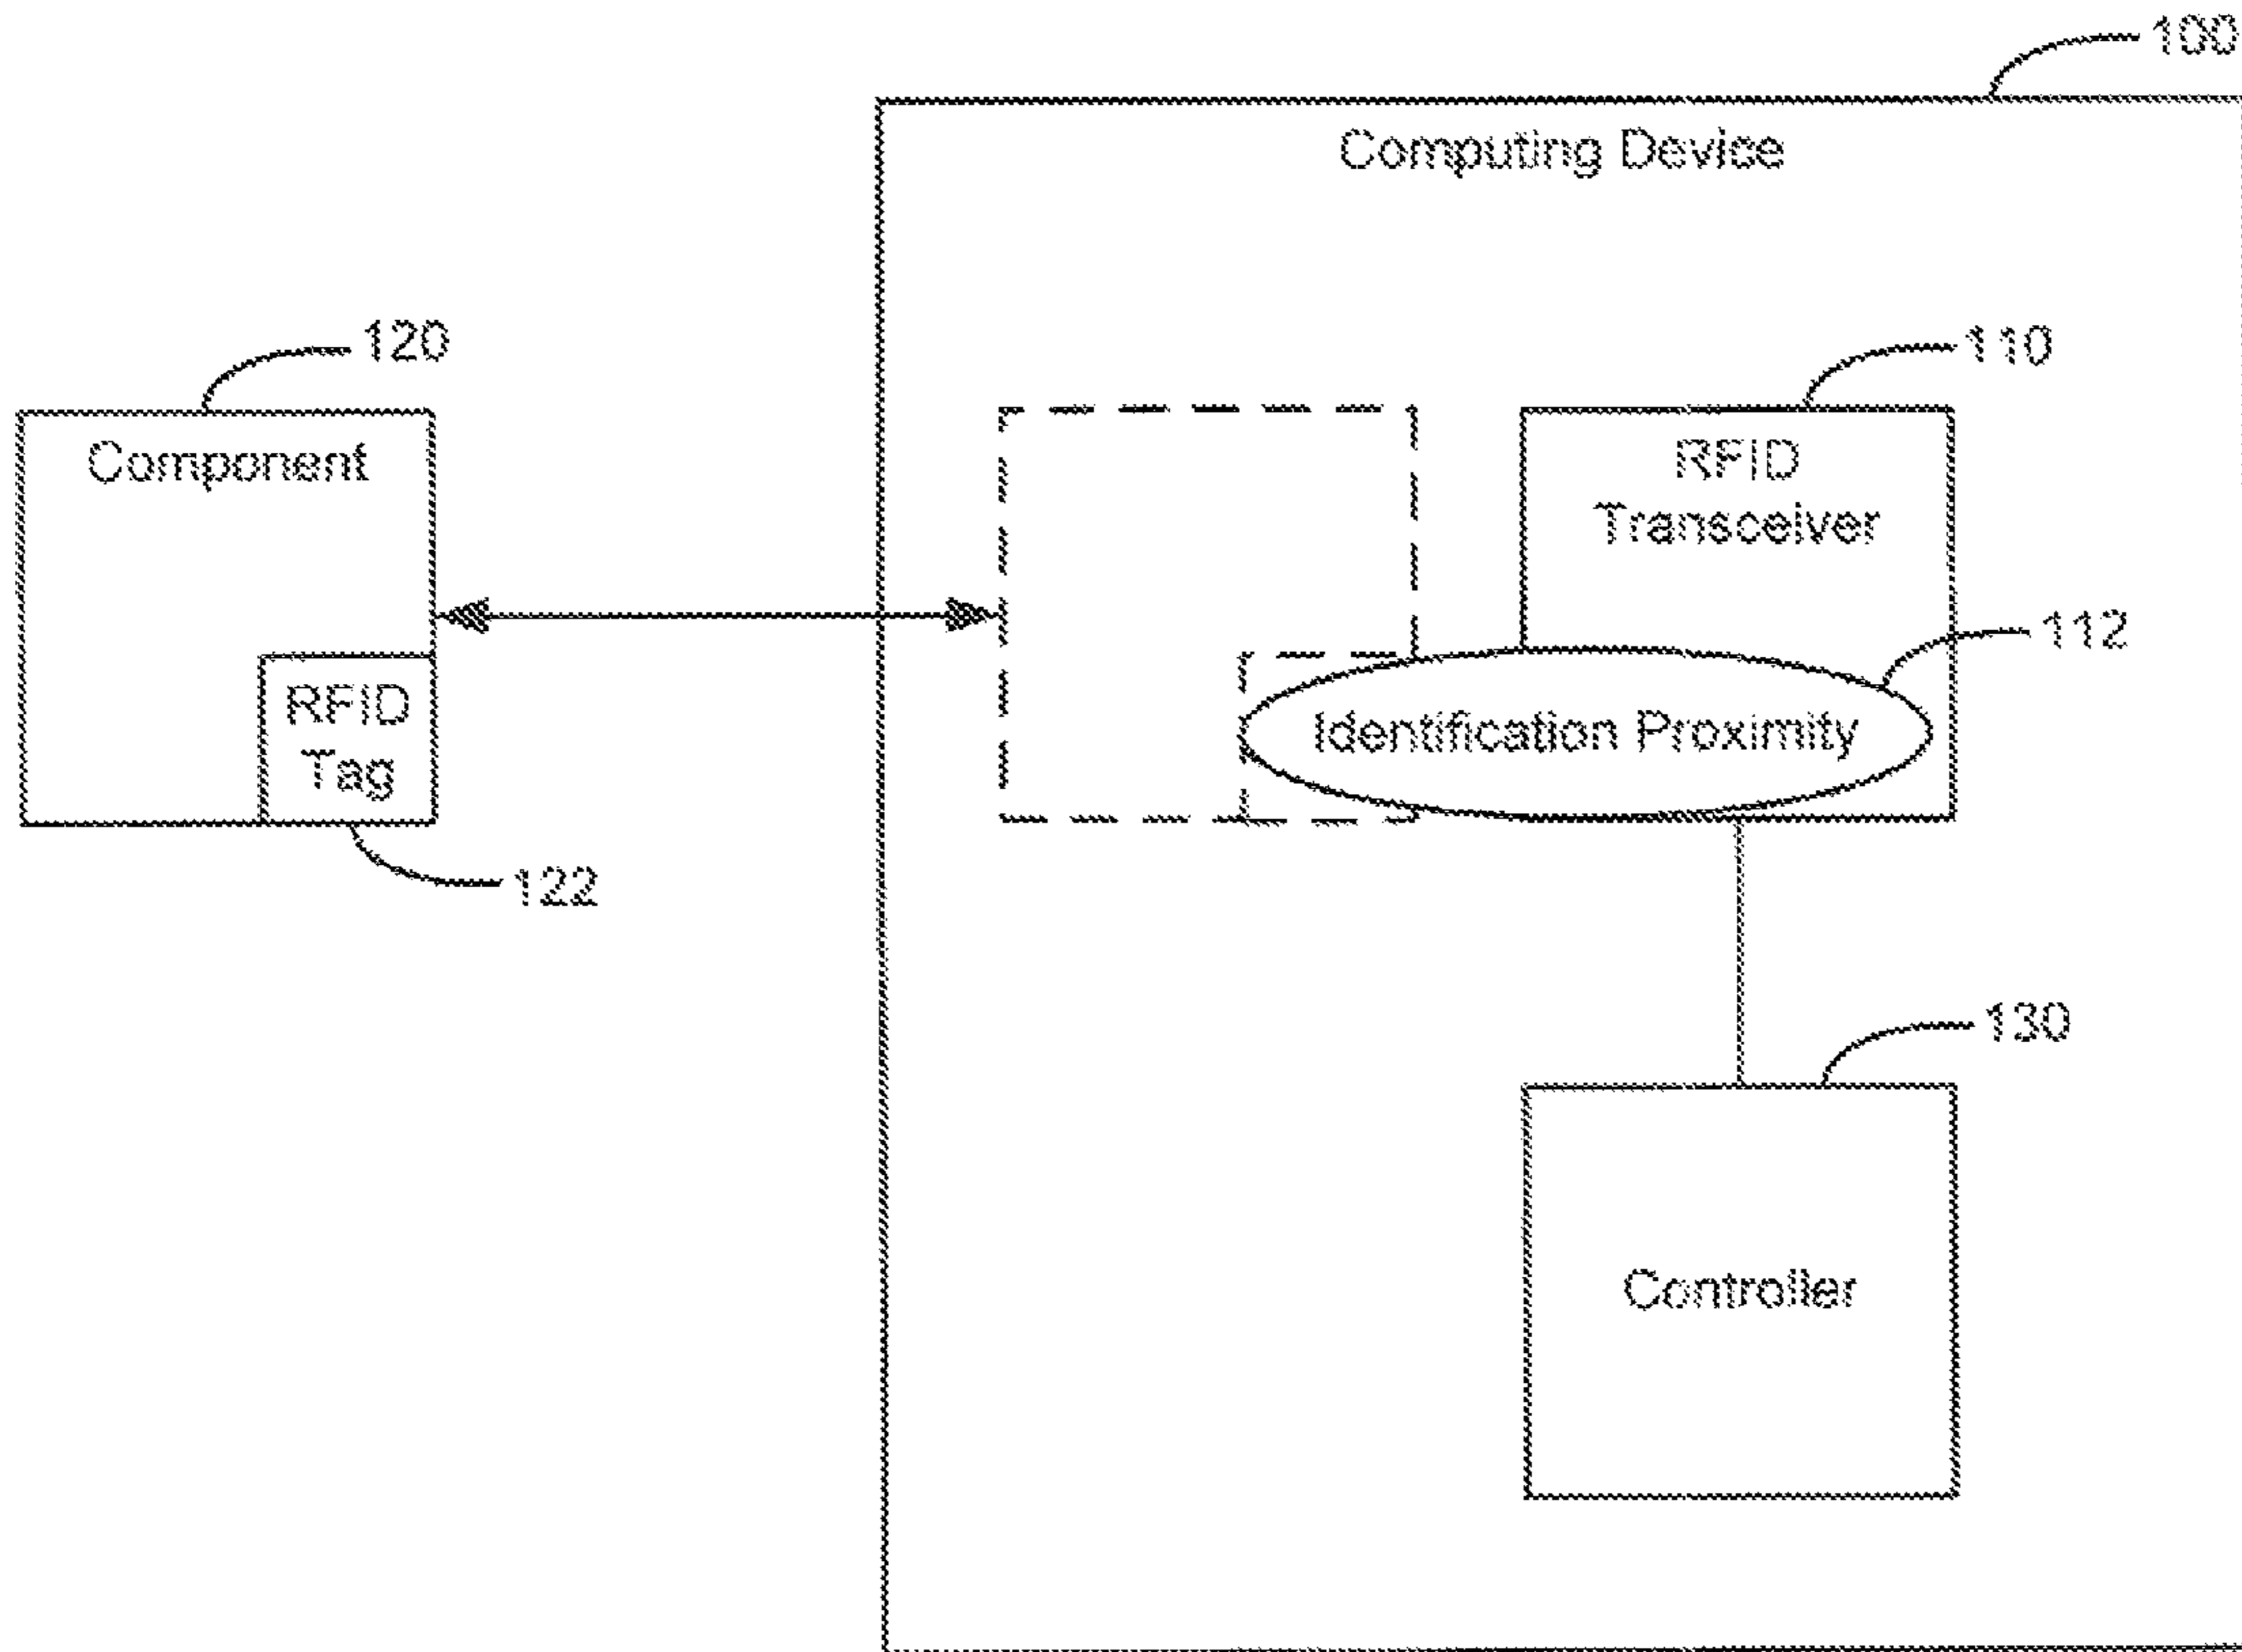 100
Computing Device
120
110
Component
RFID
Transceiver
112
RFID
Tag
Identification Proximity
122
130
Controller